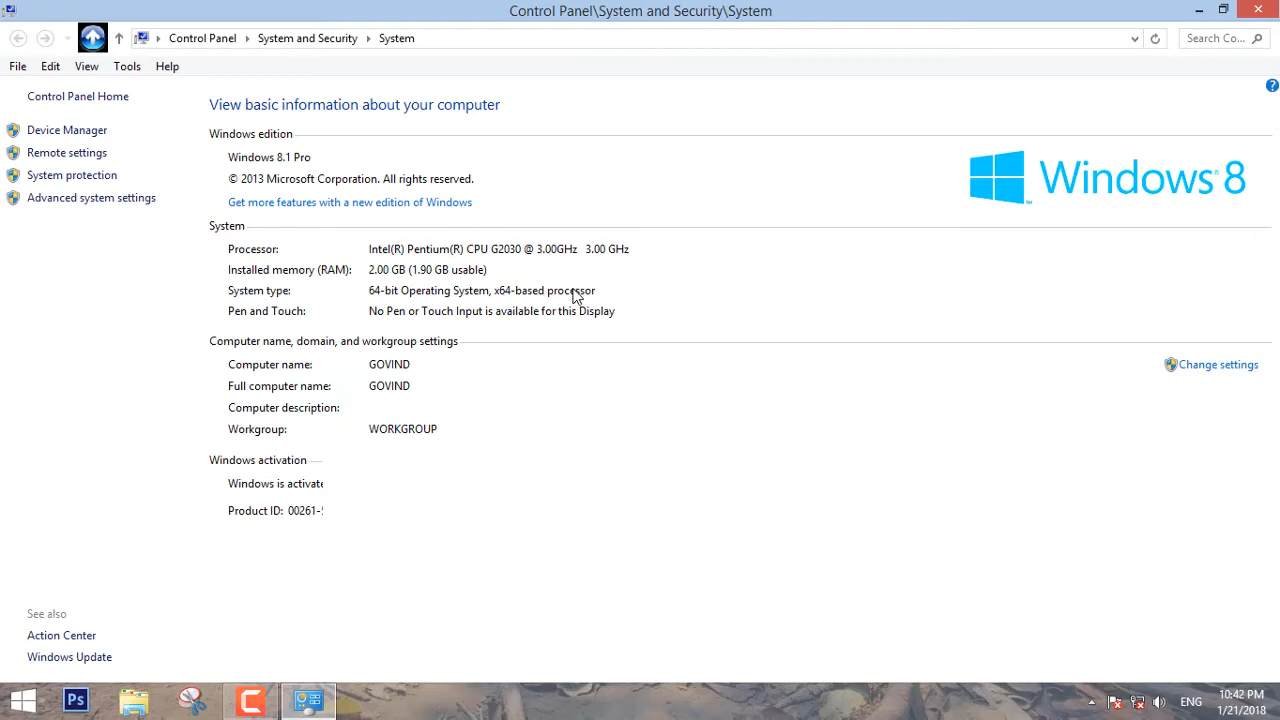 Control Panel\System and Security\System
Control Panel System and Security System
Search Co...
File Edit View Tools Help
Control Panel Home
Device Manager
Remote settings
System protection
Advanced system settings
View basic information about your computer
Windows edition
Windows 8.1 Pro
© 2013 Microsoft Corporation. All rights reserved.
Get more features with a new edition of Windows
Windows 8
System
Processor: Intel(R) Pentium(R) CPU G2030 @ 3.00GHz 3.00 GHz
Installed memory (RAM): 2.00 GB (1.90 GB usable)
System type: 64-bit Operating System, x64-based processor
Pen and Touch: No Pen or Touch Input is available for this Display
Computer name, domain, and workgroup settings
Computer name: GOVIND
Change settings
Full computer name: GOVIND
Computer description:
Workgroup: WORKGROUP
Windows activation
Windows is activate
Product ID: 00261-
See also
Action Center
Windows Update
Ps
ENG
10:42 PM
1/21/2018